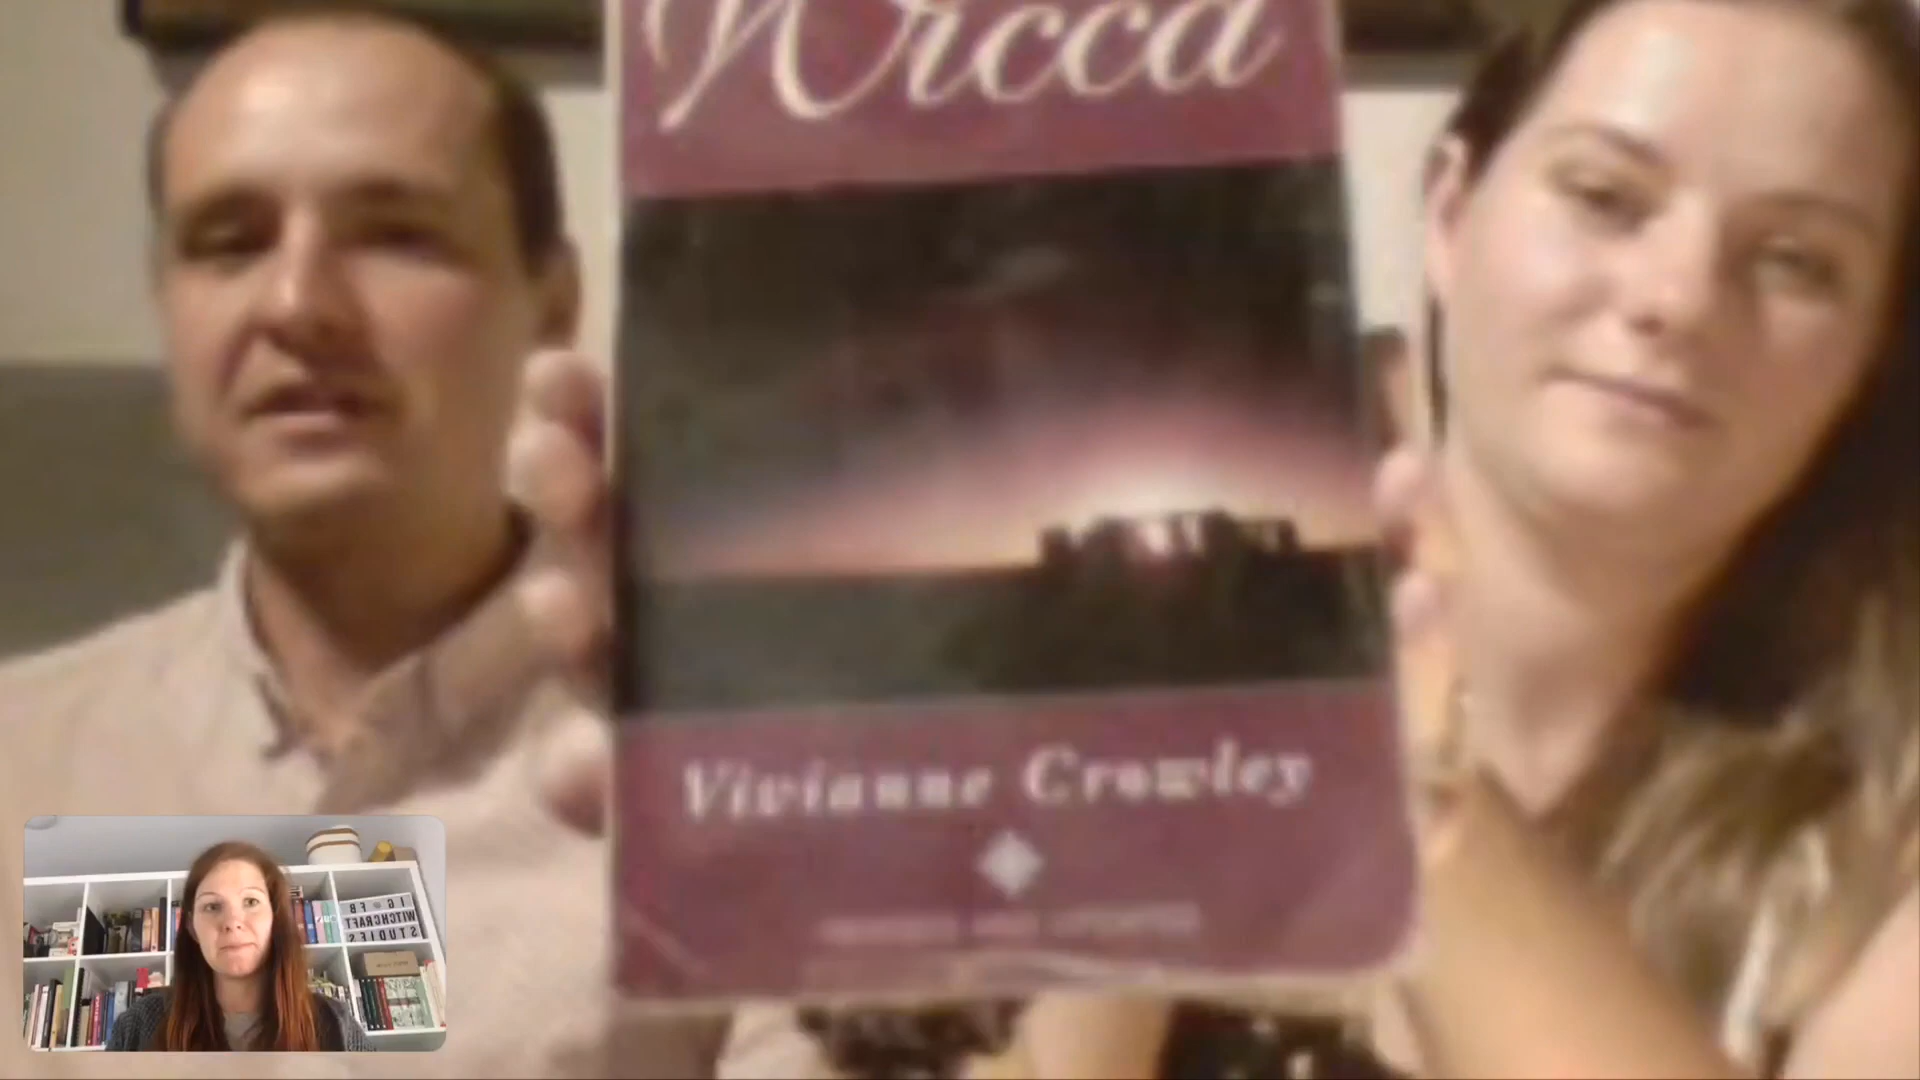 Wicca
Vivianne Crowley
IG FB
WITCHCRAFT
STUDIES